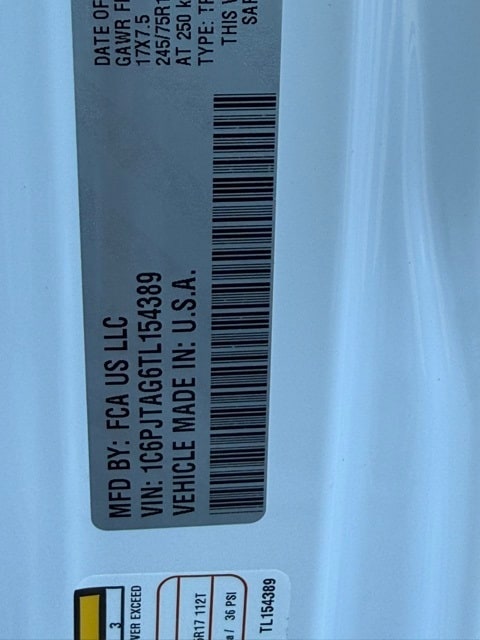 MFD BY: FCA US LLC
DATE OF
VIN: 1C6PJTAG6TL154389
GAWR
17X7.5
VEHICLE MADE IN: U.S.A.
245/75R1
AT 250 k
TYPE:
THIS
3
VER EXCEED
R17 112T
36 PSI
TL154389